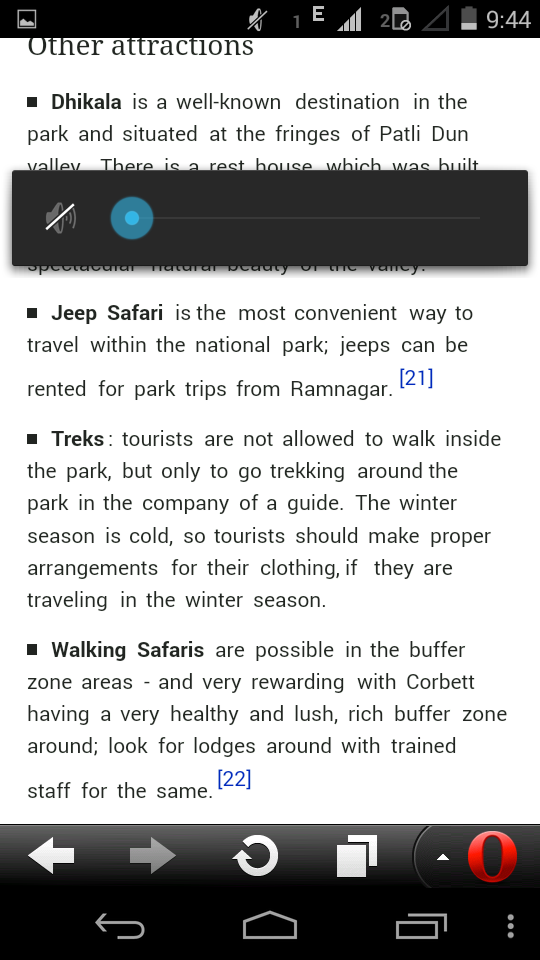 1 E 2 9:44
Other attractions
■ Dhikala is a well-known destination in the
park and situated at the fringes of Patli Dun
valley. There is a rest house, which was built
spectacular natural beauty of the valley.
■ Jeep Safari is the most convenient way to
travel within the national park; jeeps can be
rented for park trips from Ramnagar. [21]
■ Treks: tourists are not allowed to walk inside
the park, but only to go trekking around the
park in the company of a guide. The winter
season is cold, so tourists should make proper
arrangements for their clothing, if they are
traveling in the winter season.
■ Walking Safaris are possible in the buffer
zone areas - and very rewarding with Corbett
having a very healthy and lush, rich buffer zone
around; look for lodges around with trained
staff for the same. [22]